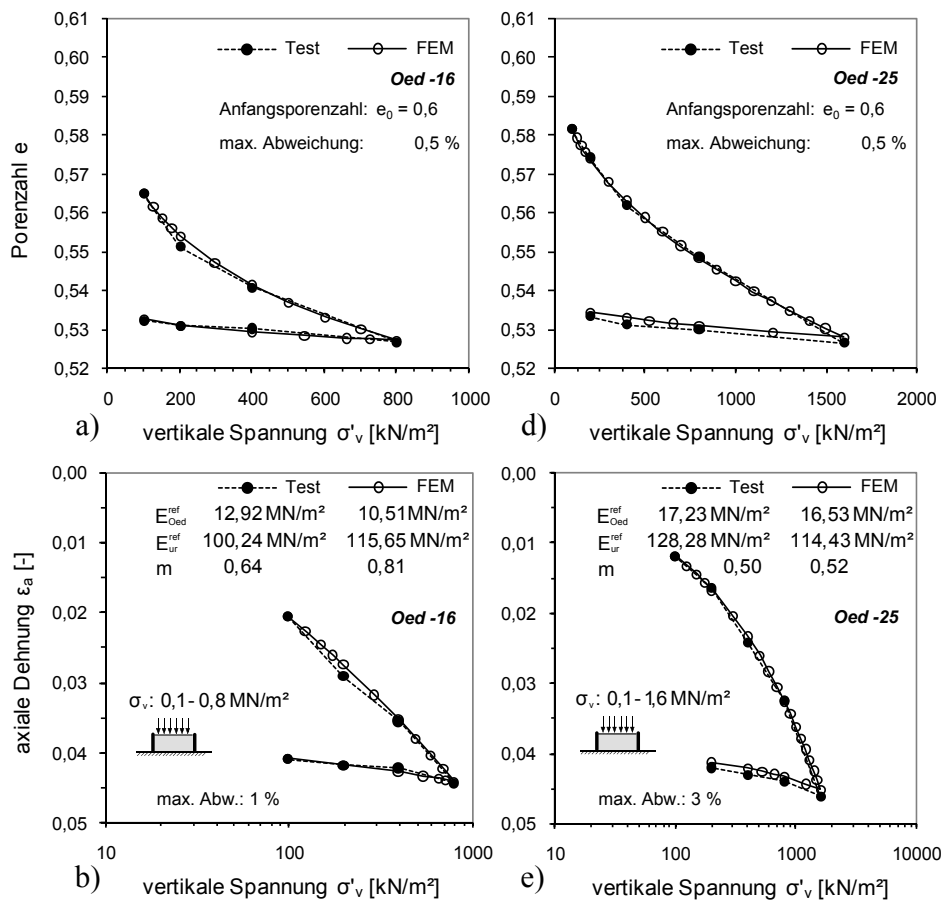 0,61
0,60
0,59
0,58
0,57
0,56
0,55
0,54
0,53
0,52
Porenzahl e
Test FEM
Oed -16
Anfangsporenzahl: e₀ = 0,6
max. Abweichung: 0,5 %
0 200 400 600 800 1000
a) vertikale Spannung σ'ᵥ [kN/m²]
0,61
0,60
0,59
0,58
0,57
0,56
0,55
0,54
0,53
0,52
Test FEM
Oed -25
Anfangsporenzahl: e₀ = 0,6
max. Abweichung: 0,5 %
0 500 1000 1500 2000
d) vertikale Spannung σ'ᵥ [kN/m²]
0,00
0,01
0,02
0,03
0,04
0,05
axiale Dehnung εₐ [-]
Test FEM
E_Oed^ref 12,92 MN/m² 10,51 MN/m²
E_ur^ref 100,24 MN/m² 115,65 MN/m²
m 0,64 0,81
Oed -16
σᵥ: 0,1 - 0,8 MN/m²
max. Abw.: 1 %
10 100 1000
b) vertikale Spannung σ'ᵥ [kN/m²]
0,00
0,01
0,02
0,03
0,04
0,05
Test FEM
E_Oed^ref 17,23 MN/m² 16,53 MN/m²
E_ur^ref 128,28 MN/m² 114,43 MN/m²
m 0,50 0,52
Oed -25
σᵥ: 0,1 - 1,6 MN/m²
max. Abw.: 3 %
10 100 1000 10000
e) vertikale Spannung σ'ᵥ [kN/m²]